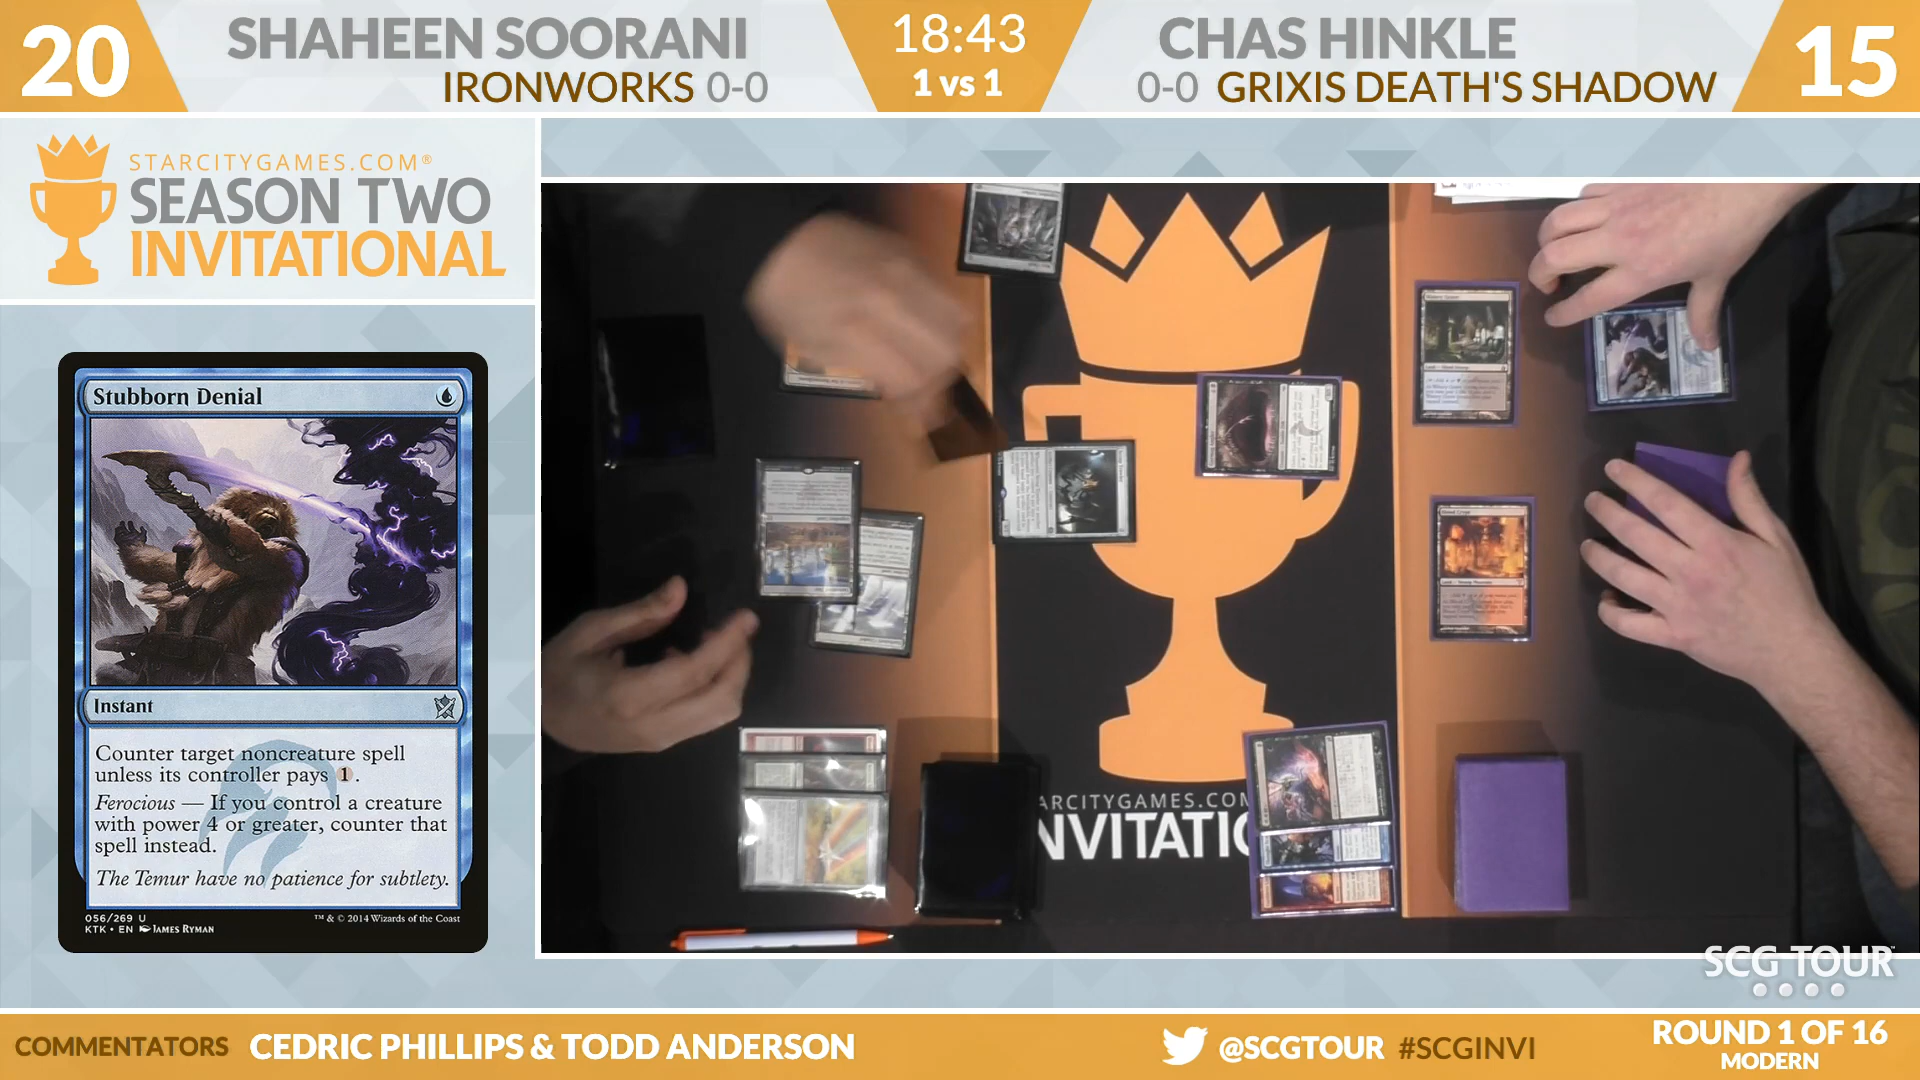 20
SHAHEEN SOORANI
IRONWORKS 0-0
18:43
1 vs 1
CHAS HINKLE
0-0 GRIXIS DEATH'S SHADOW
15
STARCITYGAMES.COM®
SEASON TWO
INVITATIONAL
Stubborn Denial
Instant
Counter target noncreature spell
unless its controller pays 1.
Ferocious — If you control a creature
with power 4 or greater, counter that
spell instead.
The Temur have no patience for subtlety.
056/269 U
KTK • EN JAMES RYMAN
™ & © 2014 Wizards of the Coast
ARCITYGAMES.COM
NVITATIO
SCG TOUR
COMMENTATORS CEDRIC PHILLIPS & TODD ANDERSON
@SCGTOUR #SCGINVI
ROUND 1 OF 16
MODERN